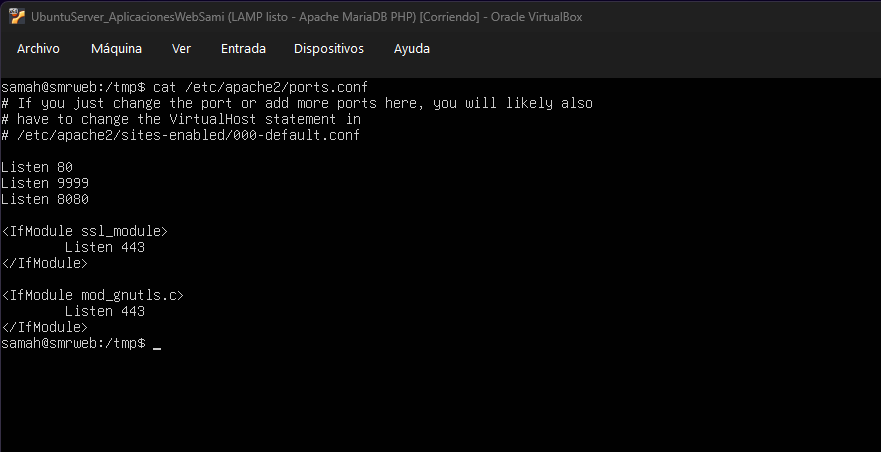 UbuntuServer_AplicacionesWebSami (LAMP listo - Apache MariaDB PHP) [Corriendo] - Oracle VirtualBox
Archivo Máquina Ver Entrada Dispositivos Ayuda
samah@smrweb:/tmp$ cat /etc/apache2/ports.conf
# If you just change the port or add more ports here, you will likely also
# have to change the VirtualHost statement in
# /etc/apache2/sites-enabled/000-default.conf

Listen 80
Listen 9999
Listen 8080

<IfModule ssl_module>
        Listen 443
</IfModule>

<IfModule mod_gnutls.c>
        Listen 443
</IfModule>
samah@smrweb:/tmp$ _